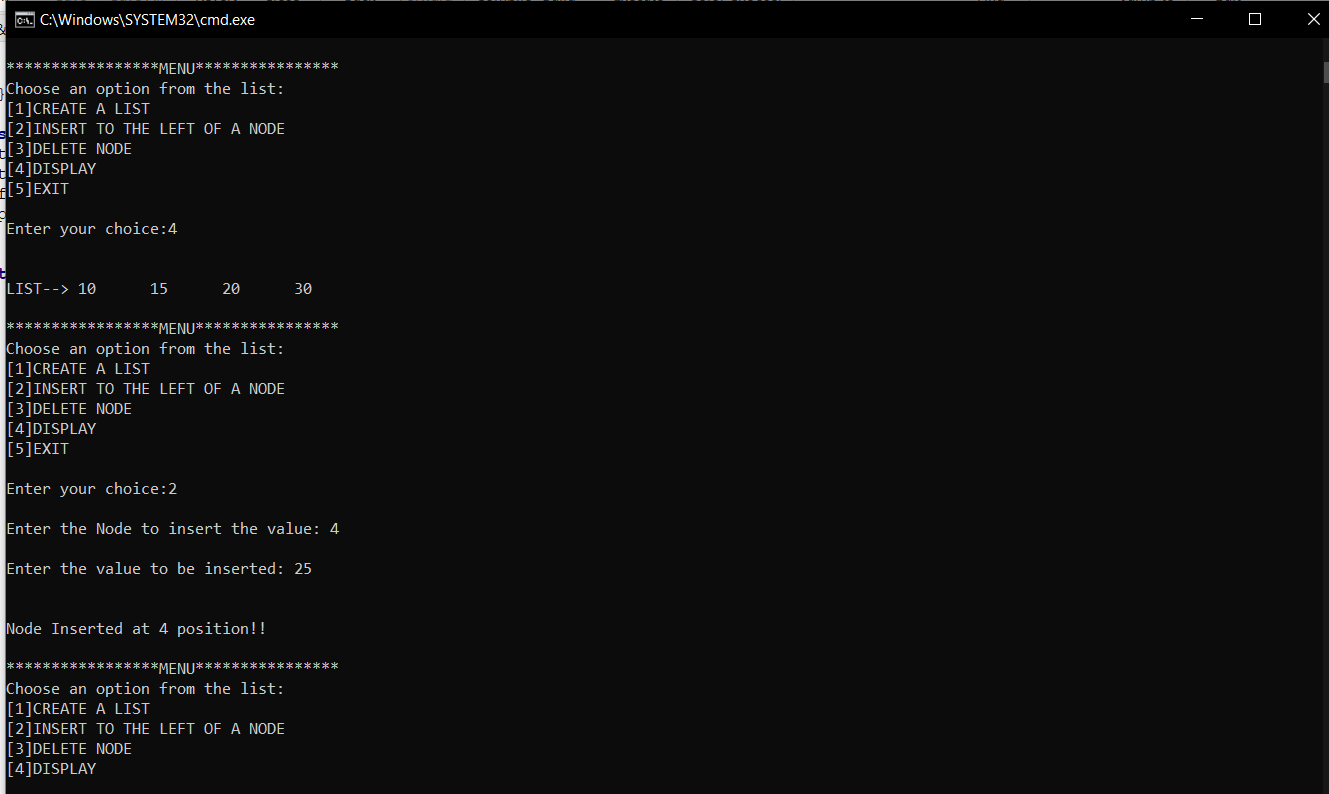 C:\Windows\SYSTEM32\cmd.exe
*****************MENU****************
Choose an option from the list:
[1]CREATE A LIST
[2]INSERT TO THE LEFT OF A NODE
[3]DELETE NODE
[4]DISPLAY
[5]EXIT
Enter your choice:4
LIST--> 10 15 20 30
*****************MENU****************
Choose an option from the list:
[1]CREATE A LIST
[2]INSERT TO THE LEFT OF A NODE
[3]DELETE NODE
[4]DISPLAY
[5]EXIT
Enter your choice:2
Enter the Node to insert the value: 4
Enter the value to be inserted: 25
Node Inserted at 4 position!!
*****************MENU****************
Choose an option from the list:
[1]CREATE A LIST
[2]INSERT TO THE LEFT OF A NODE
[3]DELETE NODE
[4]DISPLAY